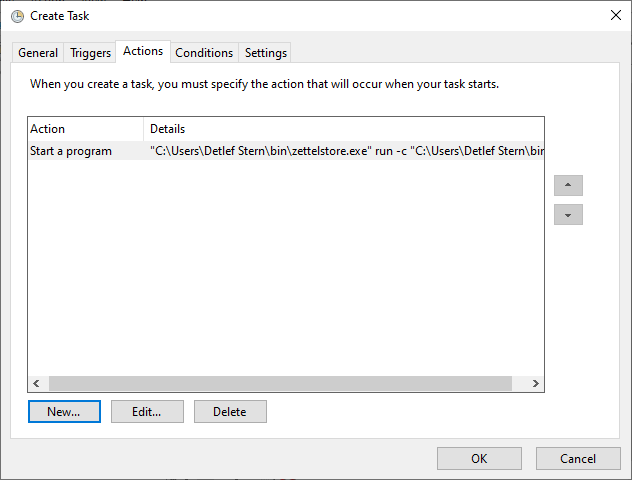 Create Task
General Triggers Actions Conditions Settings
When you create a task, you must specify the action that will occur when your task starts.
Action Details
Start a program "C:\Users\Detlef Stern\bin\zettelstore.exe" run -c "C:\Users\Detlef Stern\bin
New... Edit... Delete
OK Cancel